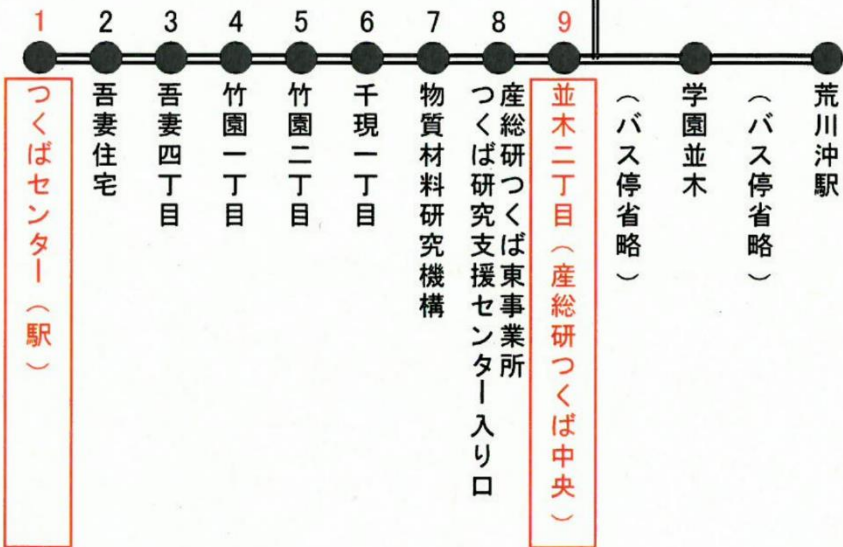 1
つくばセンター（駅）
2
吾妻住宅
3
吾妻四丁目
4
竹園一丁目
5
竹園二丁目
6
千現一丁目
7
物質材料研究機構
8
産総研つくば東事業所
つくば研究支援センター入り口
9
並木二丁目（産総研つくば中央）
（バス停省略）
学園並木
（バス停省略）
荒川沖駅